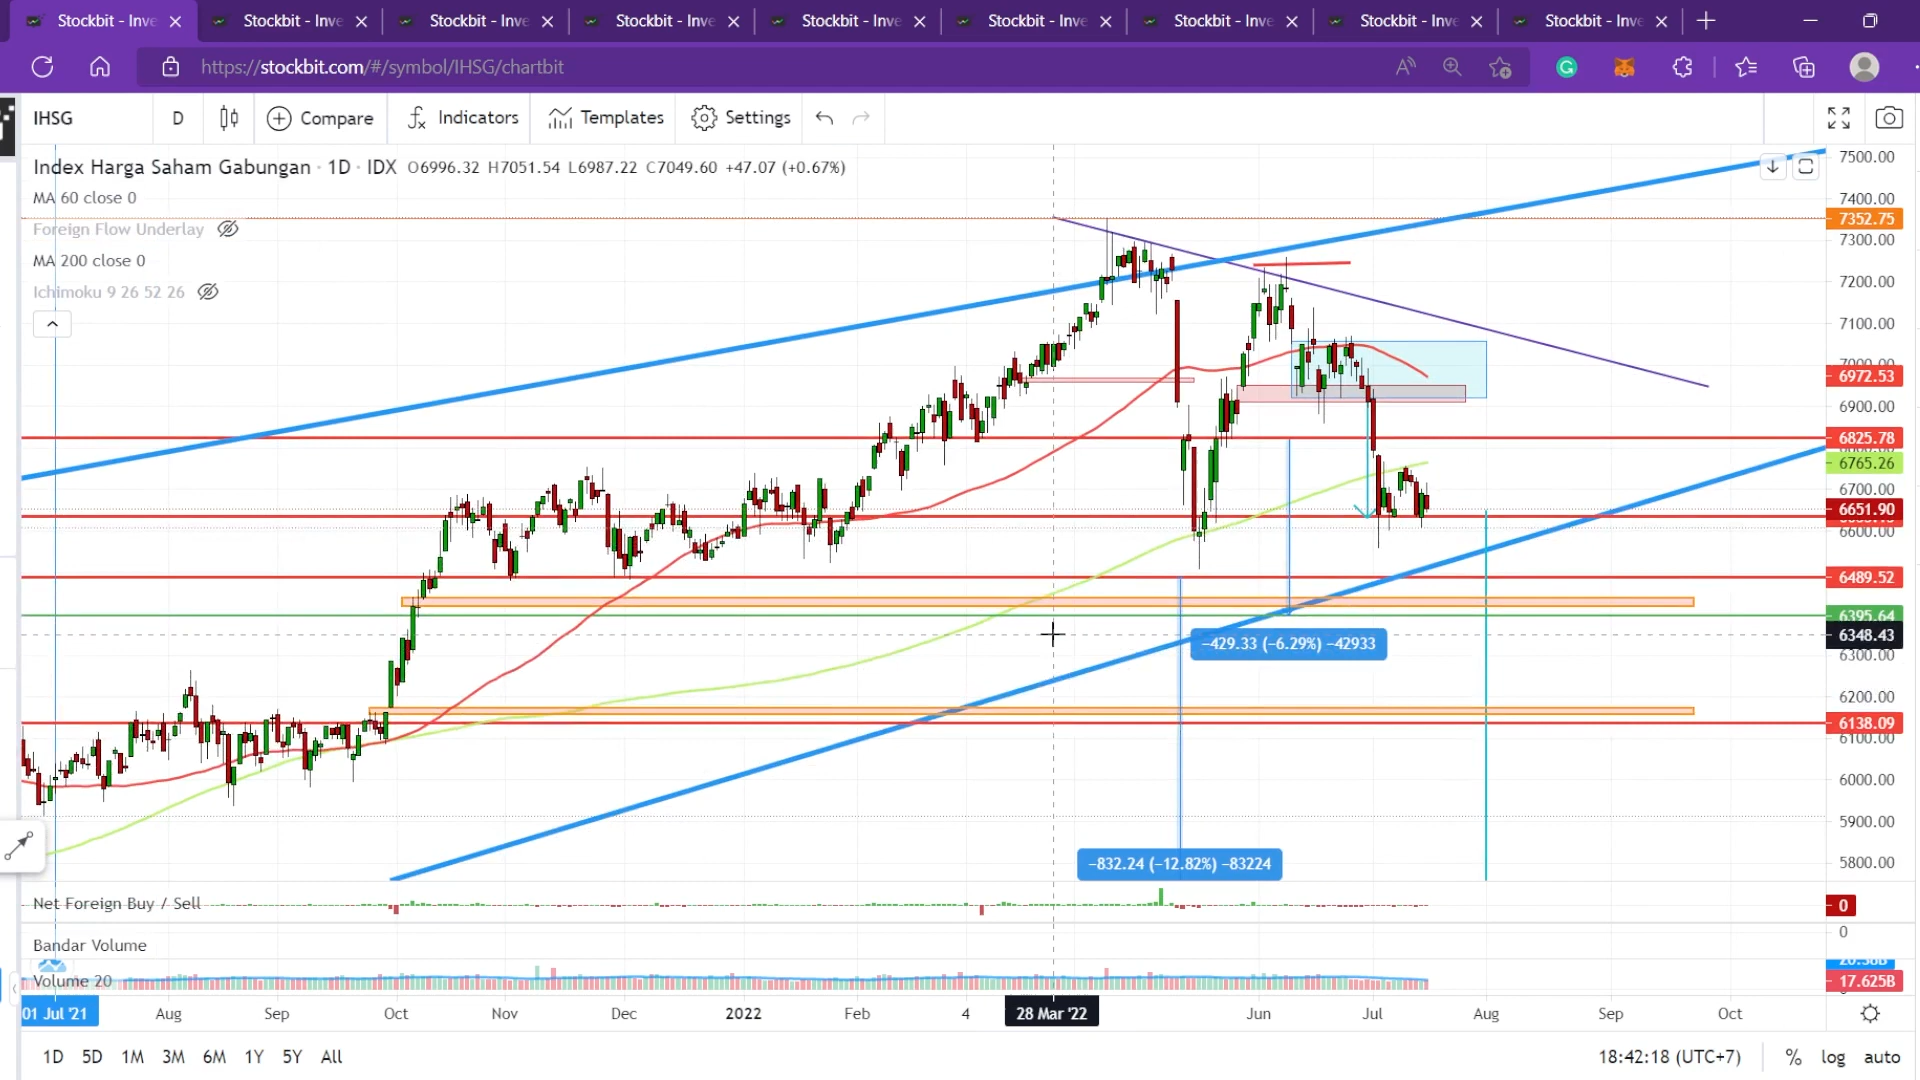 Stockbit - Inve
Stockbit - Inve
Stockbit - Inve
Stockbit - Inve
Stockbit - Inve
Stockbit - Inve
Stockbit - Inve
Stockbit - Inve
Stockbit - Inve
https://stockbit.com/#/symbol/IHSG/chartbit
IHSG D Compare Indicators Templates Settings
Index Harga Saham Gabungan · 1D · IDX O6996.32 H7051.54 L6987.22 C7049.60 +47.07 (+0.67%)
MA 60 close 0
Foreign Flow Underlay
MA 200 close 0
Ichimoku 9 26 52 26
7500.00
7400.00
7352.75
7300.00
7200.00
7100.00
7000.00
6972.53
6900.00
6825.78
6765.26
6700.00
6651.90
6600.00
6489.52
6395.64
6348.43
6300.00
6200.00
6138.09
6100.00
6000.00
5900.00
5800.00
−429.33 (−6.29%) −42933
−832.24 (−12.82%) −83224
Net Foreign Buy / Sell
0
0
Bandar Volume
Volume 20
17.625B
01 Jul '21 Aug Sep Oct Nov Dec 2022 Feb 4 28 Mar '22 Jun Jul Aug Sep Oct
1D 5D 1M 3M 6M 1Y 5Y All 18:42:18 (UTC+7) % log auto